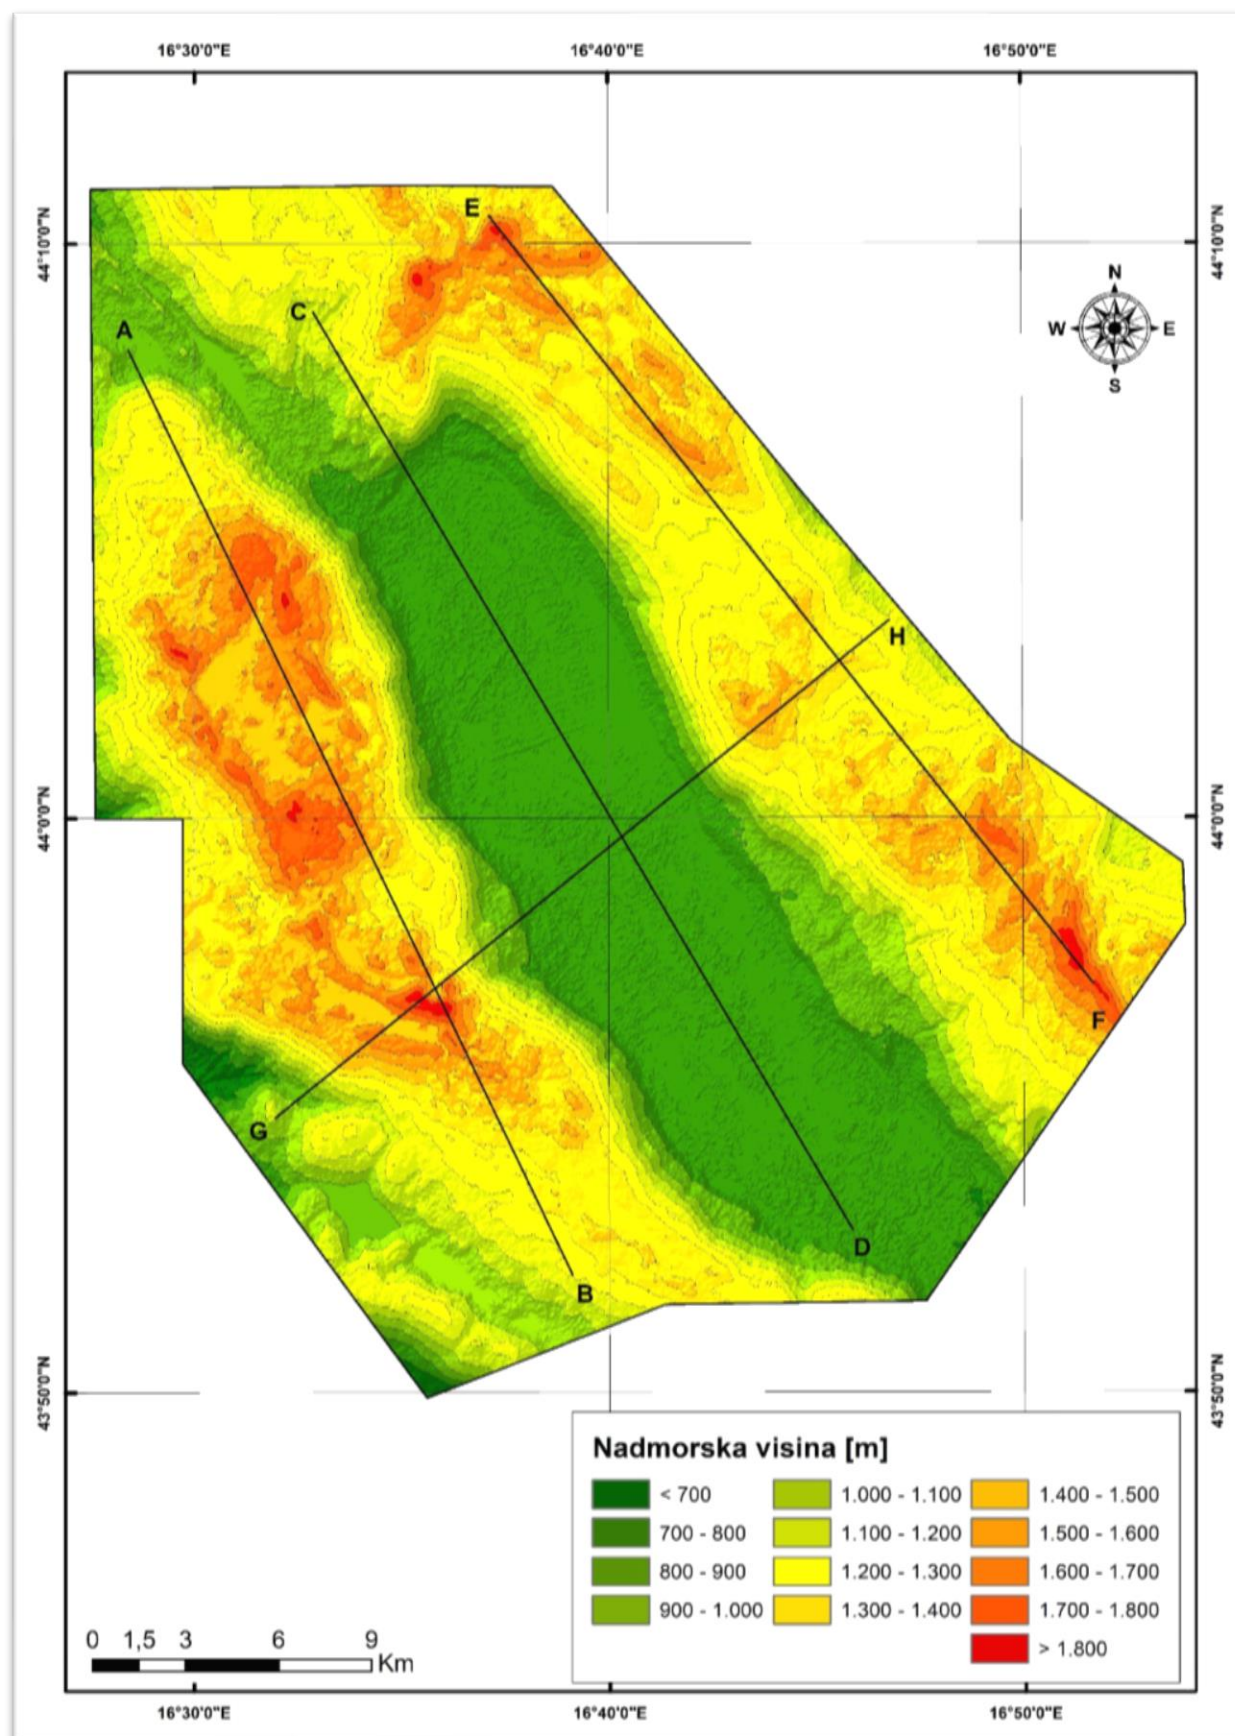 16°30'0"E 16°40'0"E 16°50'0"E
44°10'0"N 44°10'0"N
E
C
A
N
W E
S
H
44°0'0"N 44°0'0"N
F
G
D
B
43°50'0"N 43°50'0"N
Nadmorska visina [m]
< 700 1.000 - 1.100 1.400 - 1.500
700 - 800 1.100 - 1.200 1.500 - 1.600
800 - 900 1.200 - 1.300 1.600 - 1.700
900 - 1.000 1.300 - 1.400 1.700 - 1.800
> 1.800
0 1,5 3 6 9
Km
16°30'0"E 16°40'0"E 16°50'0"E